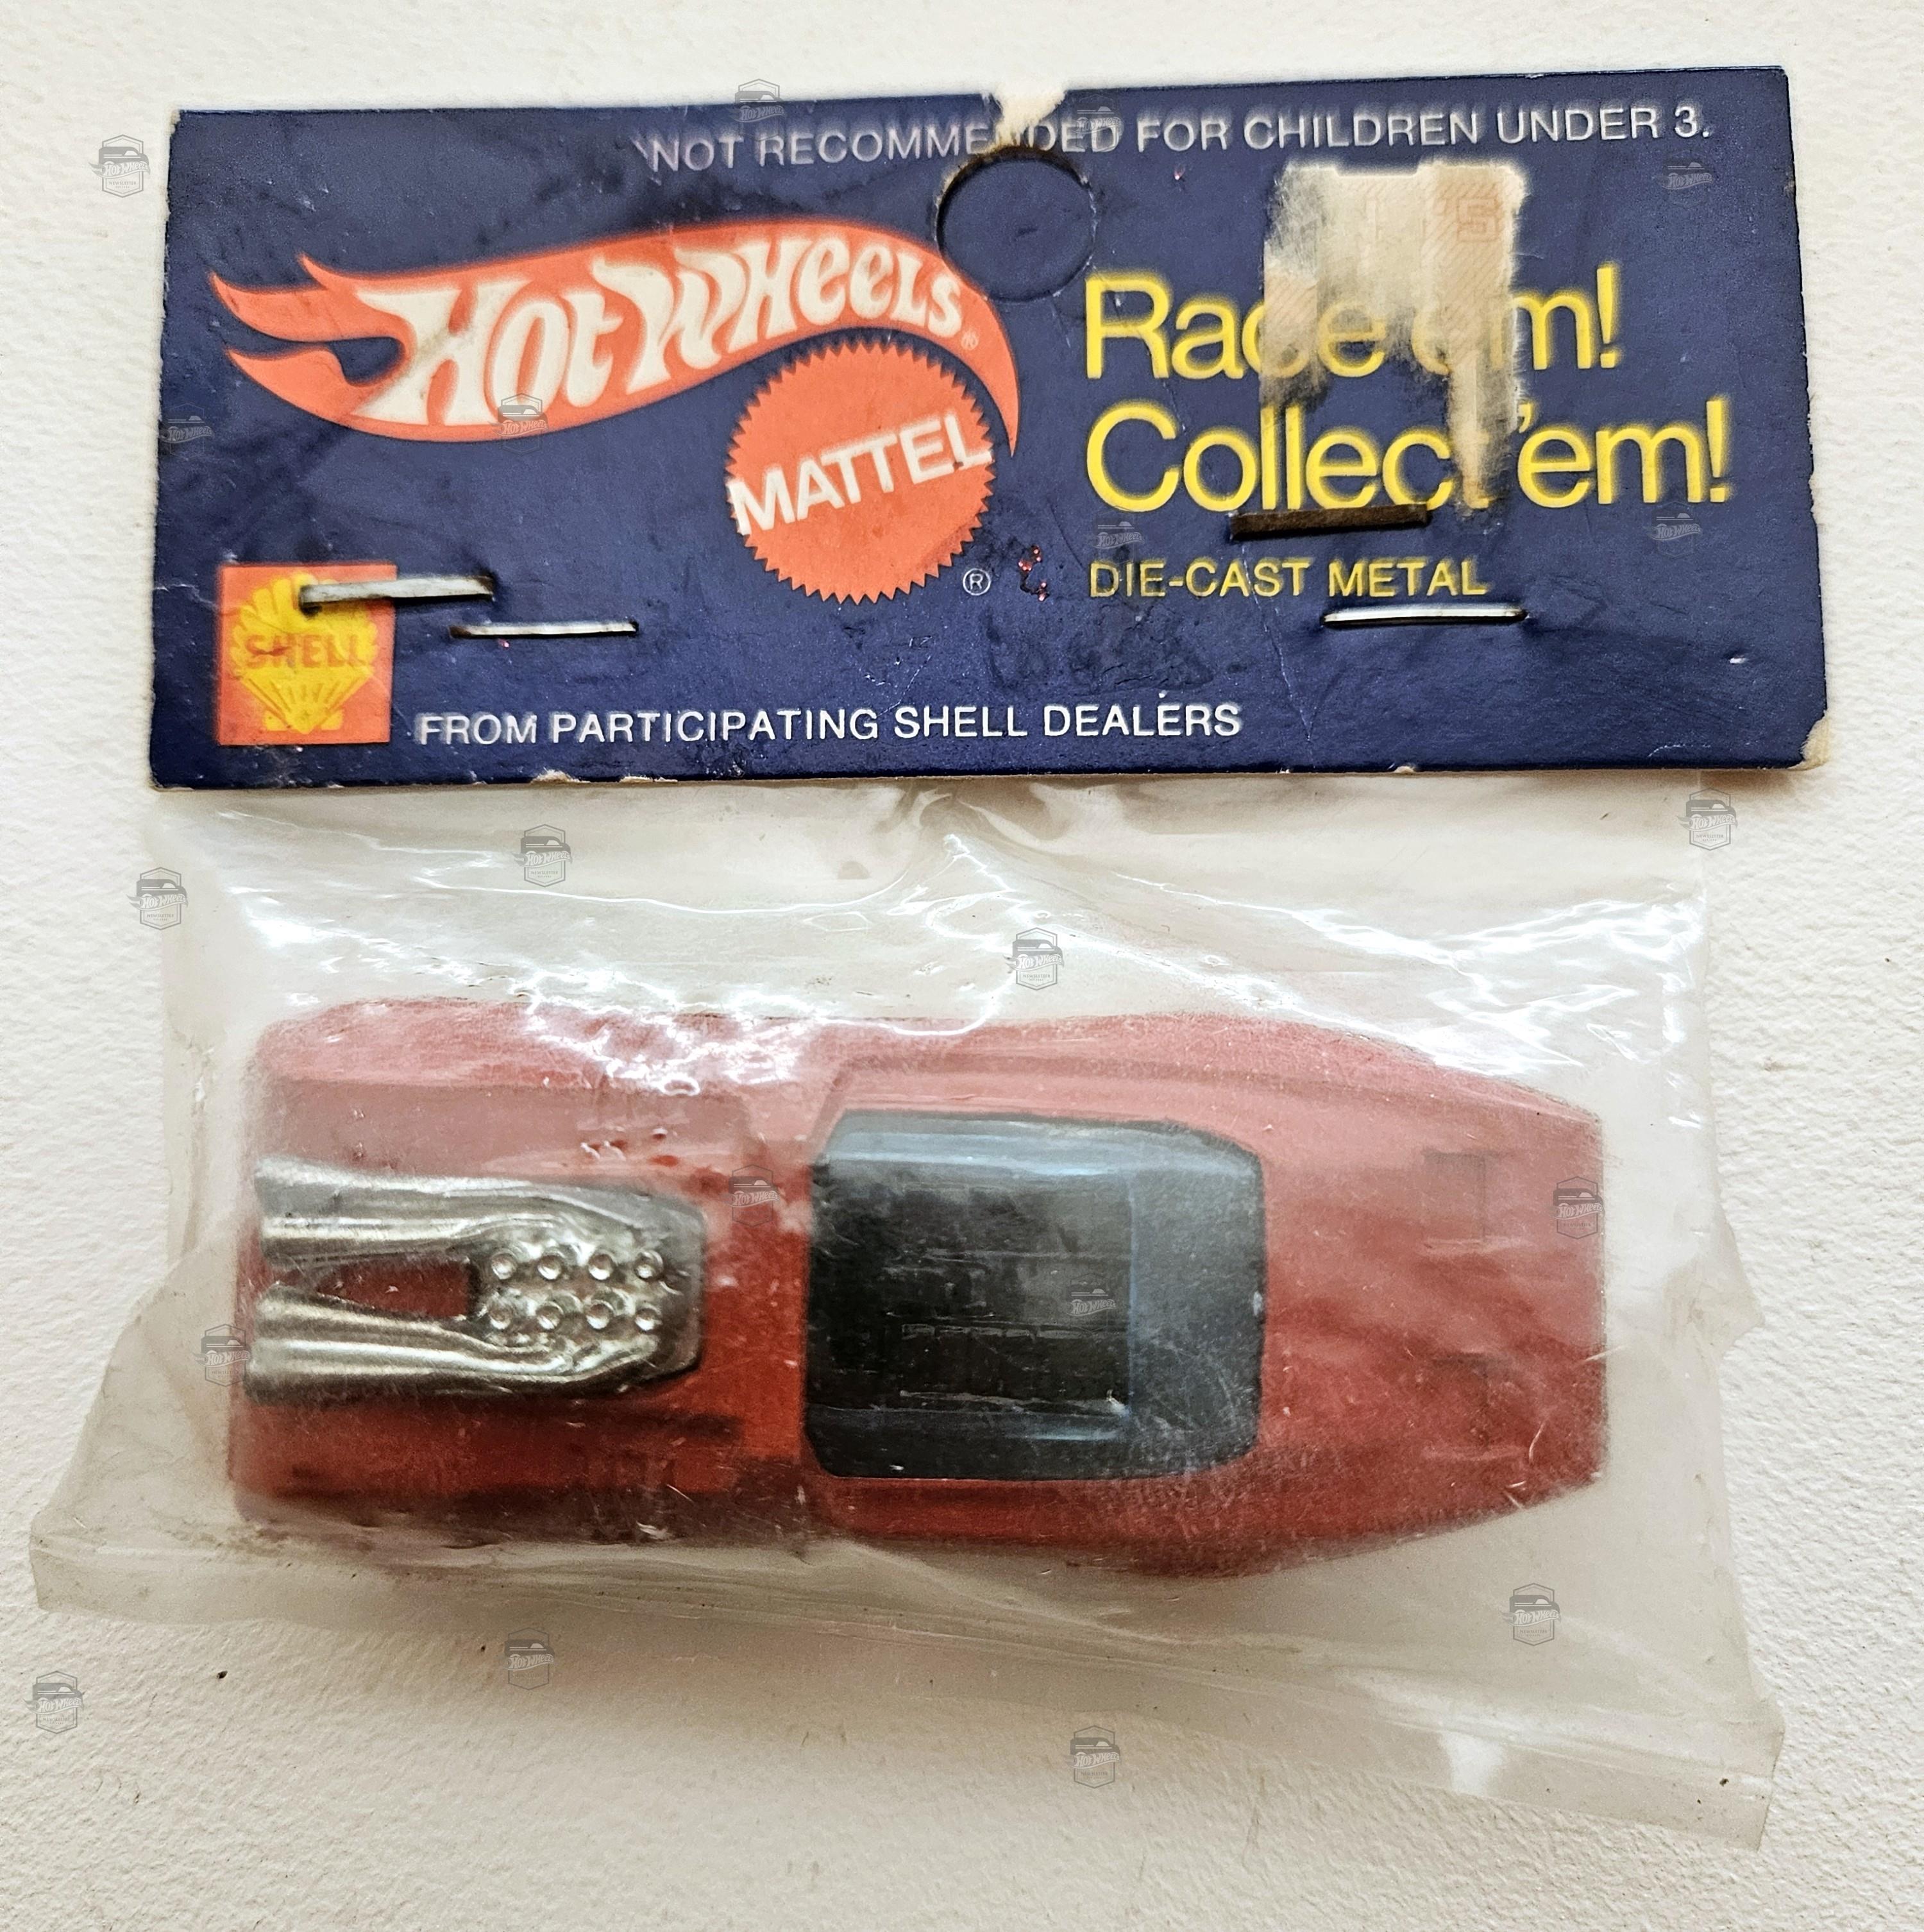 NOT RECOMMENDED FOR CHILDREN UNDER 3.
HOT WHEELS®
MATTEL
®
Race 'em!
Collect 'em!
DIE-CAST METAL
SHELL
FROM PARTICIPATING SHELL DEALERS